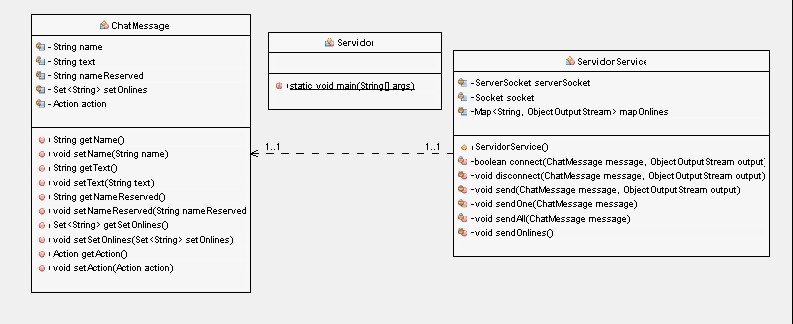 ChatMessage
- String name
- String text
- String nameReserved
- Set<String> setOnlines
- Action action
+ String getName()
+ void setName(String name)
+ String getText()
+ void setText(String text)
+ String getNameReserved()
+ void setNameReserved(String nameReserved
+ Set<String> getSetOnlines()
+ void setSetOnlines(Set<String> setOnlines)
+ Action getAction()
+ void setAction(Action action)
Servidor
+ static void main(String[] args)
1..1
1..1
ServidorService
- ServerSocket serverSocket
- Socket socket
- Map<String, ObjectOutputStream> mapOnlines
+ ServidorService()
- boolean connect(ChatMessage message, ObjectOutputStream output)
- void disconnect(ChatMessage message, ObjectOutputStream output)
- void send(ChatMessage message, ObjectOutputStream output)
- void sendOne(ChatMessage message)
- void sendAll(ChatMessage message)
- void sendOnlines()